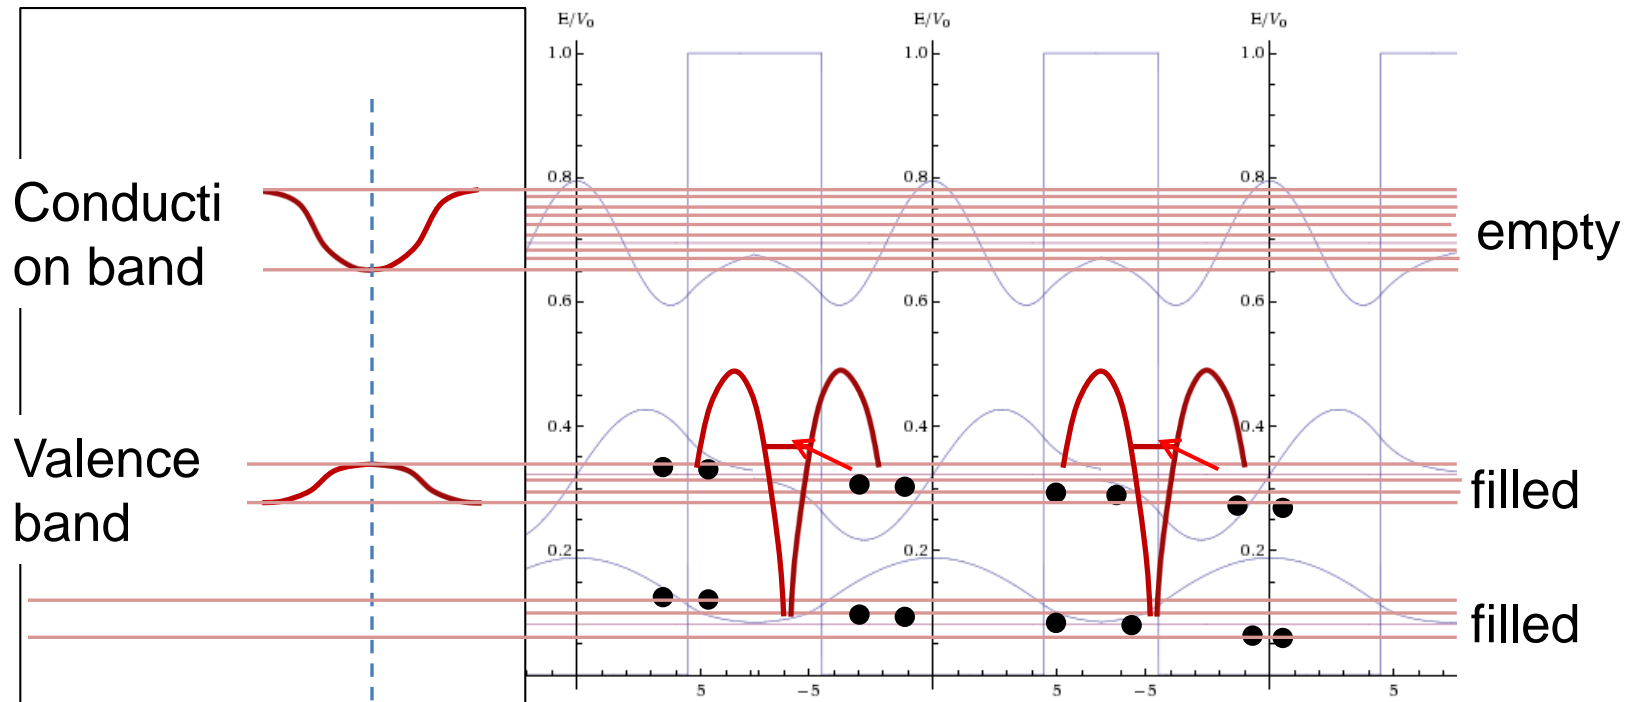 E/V₀ E/V₀ E/V₀
1.0 1.0 1.0
0.8 0.8 0.8
Conducti
on band
empty
0.6 0.6 0.6
0.4 0.4 0.4
Valence
band
filled
0.2 0.2 0.2
filled
5 −5 5 −5 5